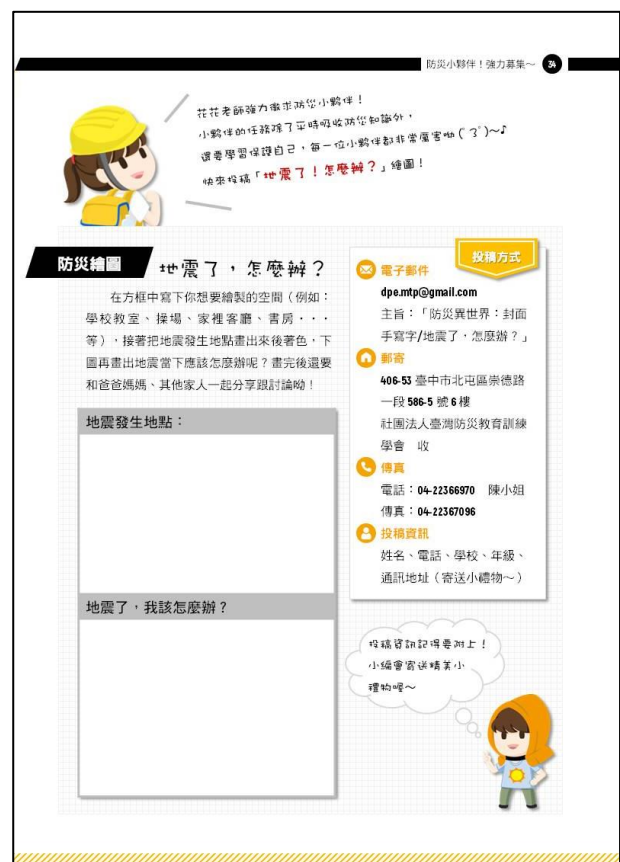 防災小夥伴！強力募集～ 34
花花老師強力徵求防災小夥伴！
小夥伴的任務除了平時吸收防災知識外，
還要學習保護自己，每一位小夥伴都非常厲害呦(´3`)～♪
快來投稿「地震了！怎麼辦？」繪圖！
防災繪圖 地震了，怎麼辦？
在方框中寫下你想要繪製的空間（例如：
學校教室、操場、家裡客廳、書房・・・
等），接著把地震發生地點畫出來後著色，下
圖再畫出地震當下應該怎麼辦呢？畫完後還要
和爸爸媽媽、其他家人一起分享跟討論呦！
地震發生地點：
地震了，我該怎麼辦？
投稿方式
電子郵件
dpe.mtp@gmail.com
主旨：「防災異世界：封面
手寫字/地震了，怎麼辦？」
郵寄
406-53 臺中市北屯區崇德路
一段 586-5 號 6 樓
社團法人臺灣防災教育訓練
學會 收
傳真
電話：04-22366970 陳小姐
傳真：04-22367096
投稿資訊
姓名、電話、學校、年級、
通訊地址（寄送小禮物～）
投稿資訊記得要附上！
小編會寄送精美小
禮物喔～